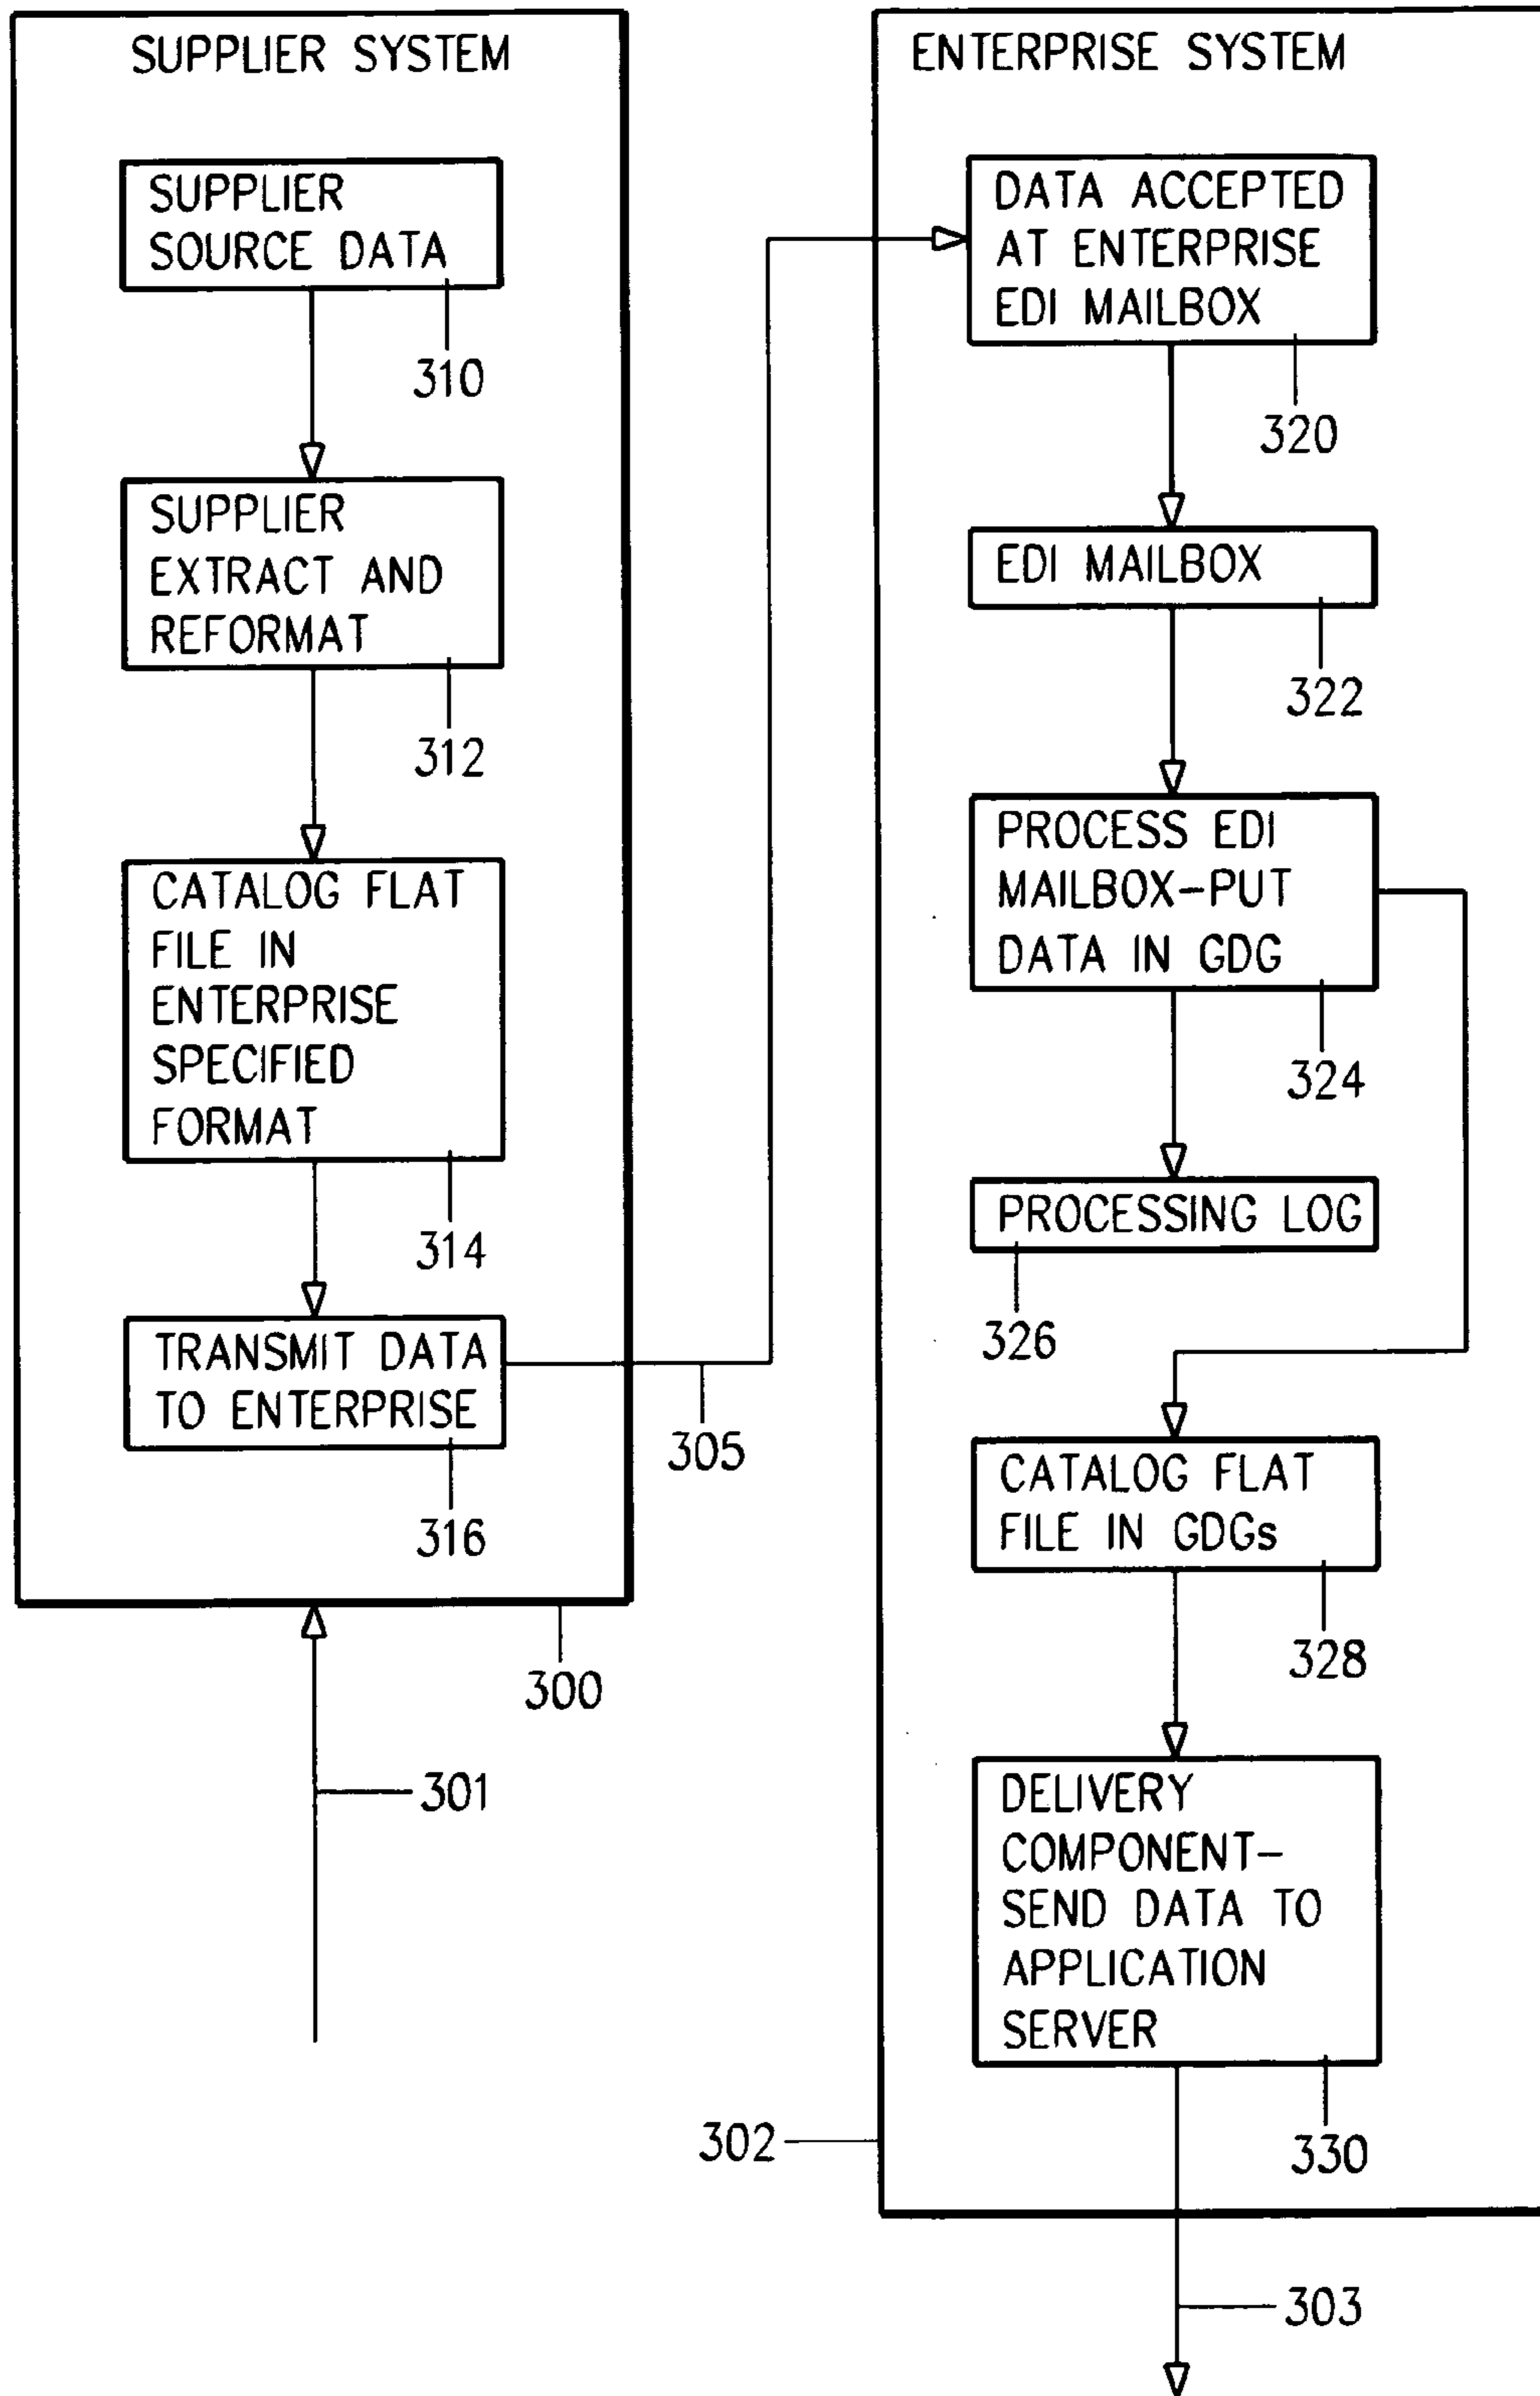 SUPPLIER SYSTEM
SUPPLIER
SOURCE DATA
310
SUPPLIER
EXTRACT AND
REFORMAT
312
CATALOG FLAT
FILE IN
ENTERPRISE
SPECIFIED
FORMAT
314
TRANSMIT DATA
TO ENTERPRISE
316
300
301
305
ENTERPRISE SYSTEM
DATA ACCEPTED
AT ENTERPRISE
EDI MAILBOX
320
EDI MAILBOX
322
PROCESS EDI
MAILBOX-PUT
DATA IN GDG
324
PROCESSING LOG
326
CATALOG FLAT
FILE IN GDGs
328
DELIVERY
COMPONENT-
SEND DATA TO
APPLICATION
SERVER
330
302
303